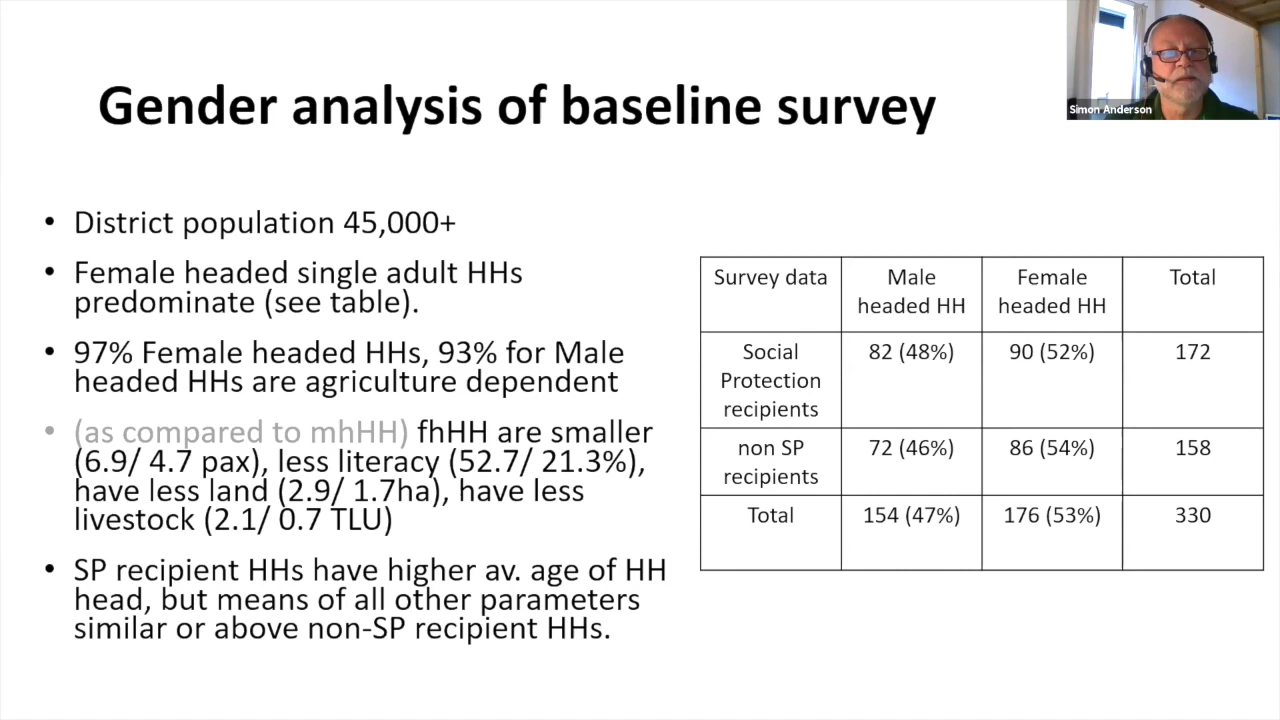 Gender analysis of baseline survey
Simon Anderson
• District population 45,000+
• Female headed single adult HHs
predominate (see table).
• 97% Female headed HHs, 93% for Male
headed HHs are agriculture dependent
• (as compared to mhHH) fhHH are smaller
(6.9/ 4.7 pax), less literacy (52.7/ 21.3%),
have less land (2.9/ 1.7ha), have less
livestock (2.1/ 0.7 TLU)
• SP recipient HHs have higher av. age of HH
head, but means of all other parameters
similar or above non-SP recipient HHs.
Survey data
Male
headed HH
Female
headed HH
Total
Social
Protection
recipients
82 (48%)
90 (52%)
172
non SP
recipients
72 (46%)
86 (54%)
158
Total
154 (47%)
176 (53%)
330